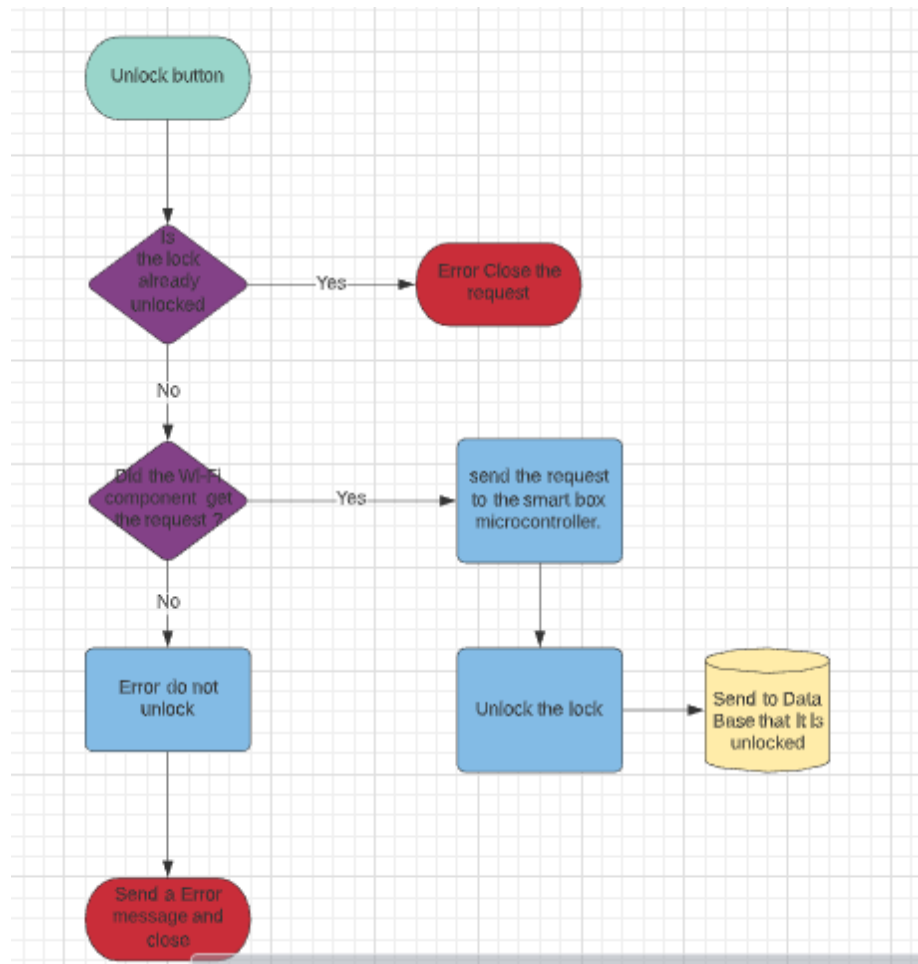 Unlock button
Is
the lock
already
unlocked
Yes
Error Close the
request
No
Did the Wi-Fi
component get
the request ?
Yes
send the request
to the smart box
microcontroller.
No
Error do not
unlock
Unlock the lock
Send to Data
Base that It Is
unlocked
Send a Error
message and
close